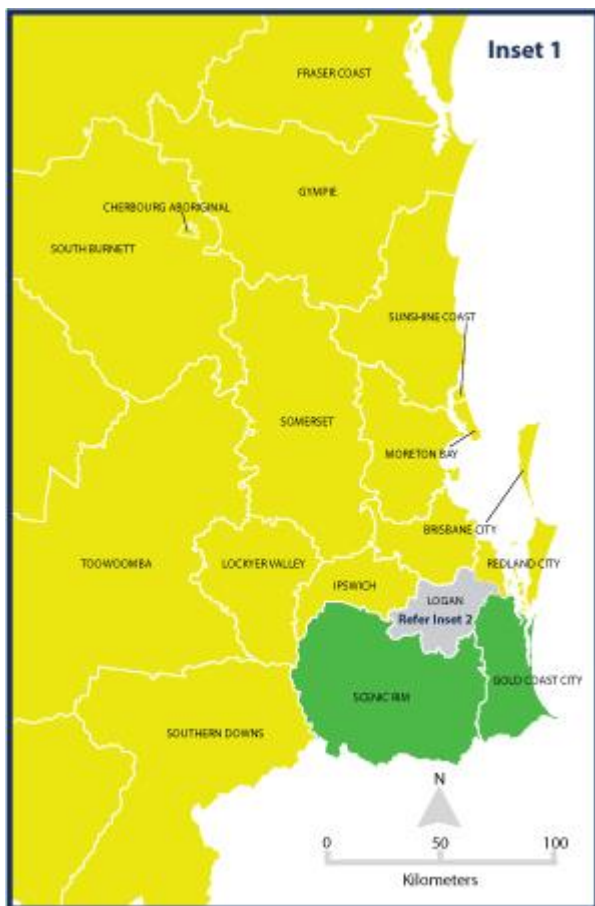 Inset 1
FRASER COAST
GYMPIE
CHERBOURG ABORIGINAL
SOUTH BURNETT
SUNSHINE COAST
SOMERSET
MORETON BAY
BRISBANE CITY
TOOWOOMBA
LOCKYER VALLEY
REDLAND CITY
IPSWICH
LOGAN
Refer Inset 2
GOLD COAST CITY
SCENIC RIM
SOUTHERN DOWNS
N
0 50 100
Kilometers